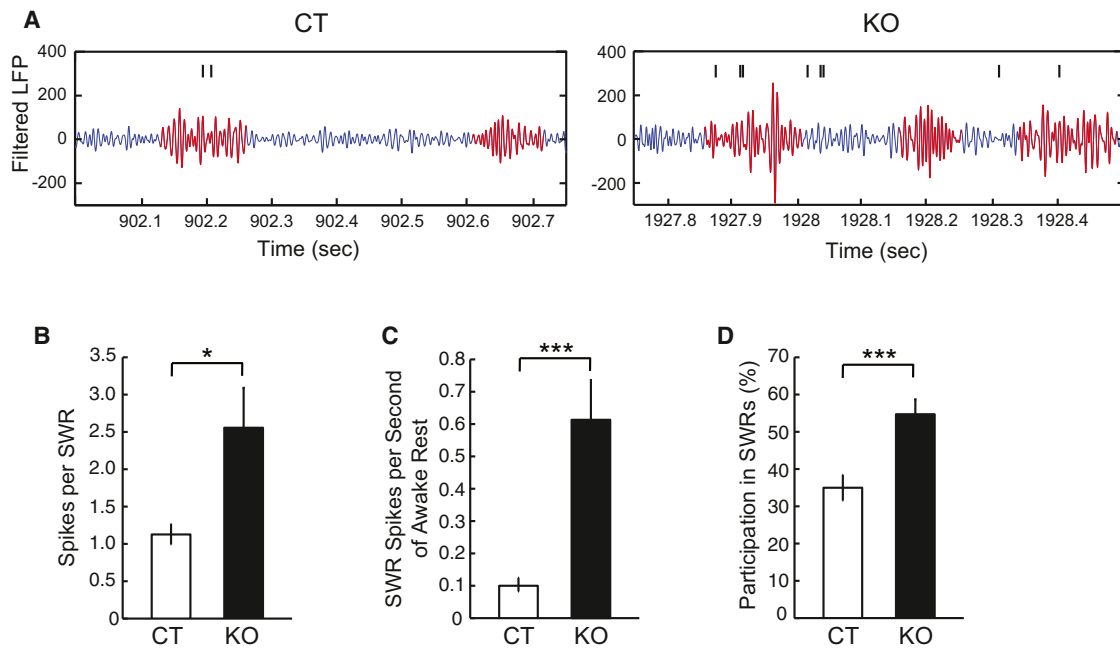 A
CT
KO
Filtered LFP
400
200
0
-200
902.1 902.2 902.3 902.4 902.5 902.6 902.7
Time (sec)
400
200
0
-200
1927.8 1927.9 1928 1928.1 1928.2 1928.3 1928.4
Time (sec)
B
Spikes per SWR
3.5
3.0
2.5
2.0
1.5
1.0
0.5
0
*
CT KO
C
SWR Spikes per Second
of Awake Rest
0.8
0.7
0.6
0.5
0.4
0.3
0.2
0.1
0
***
CT KO
D
Participation in SWRs (%)
70
60
50
40
30
20
10
0
***
CT KO